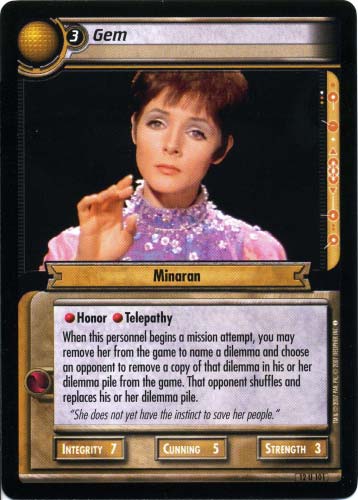 3 Gem
Minaran
Honor Telepathy
When this personnel begins a mission attempt, you may
remove her from the game to name a dilemma and choose
an opponent to remove a copy of that dilemma in his or her
dilemma pile from the game. That opponent shuffles and
replaces his or her dilemma pile.
"She does not yet have the instinct to save her people."
INTEGRITY 7 CUNNING 5 STRENGTH 3
12 U 101